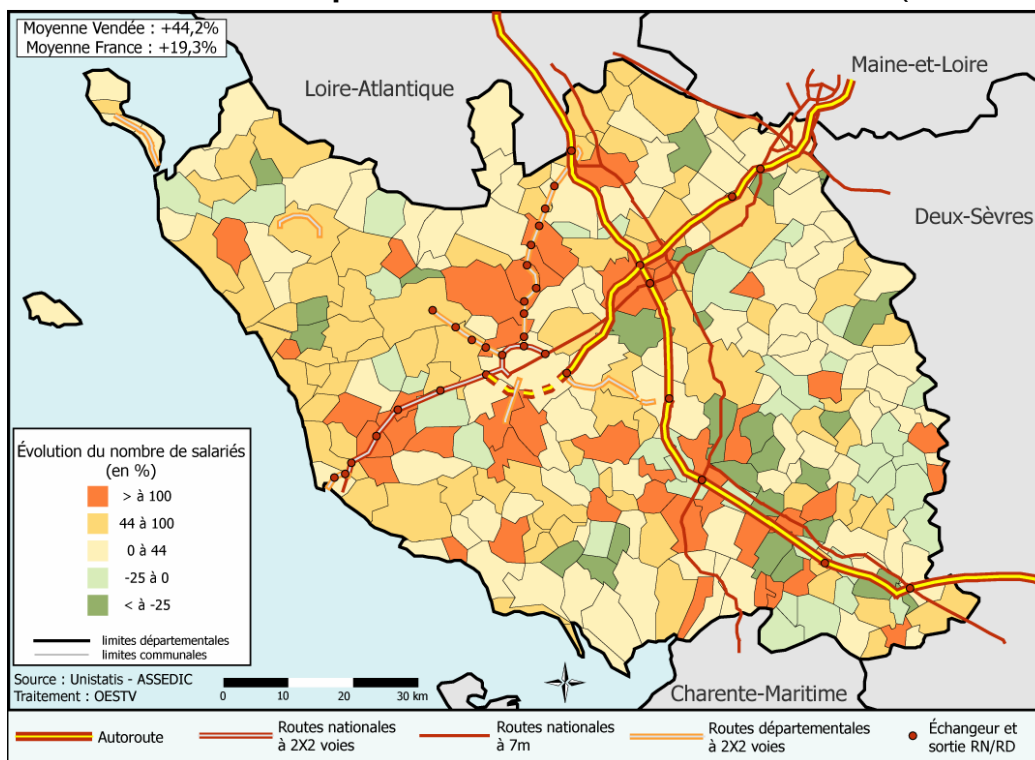 Moyenne Vendée : +44,2%
Moyenne France : +19,3%
Loire-Atlantique
Maine-et-Loire
Deux-Sèvres
Évolution du nombre de salariés
(en %)
> à 100
44 à 100
0 à 44
-25 à 0
< à -25
limites départementales
limites communales
Source : Unistatis - ASSEDIC
Traitement : OESTV
0 10 20 30 km
Charente-Maritime
Autoroute
Routes nationales
à 2X2 voies
Routes nationales
à 7m
Routes départementales
à 2X2 voies
Échangeur et
sortie RN/RD